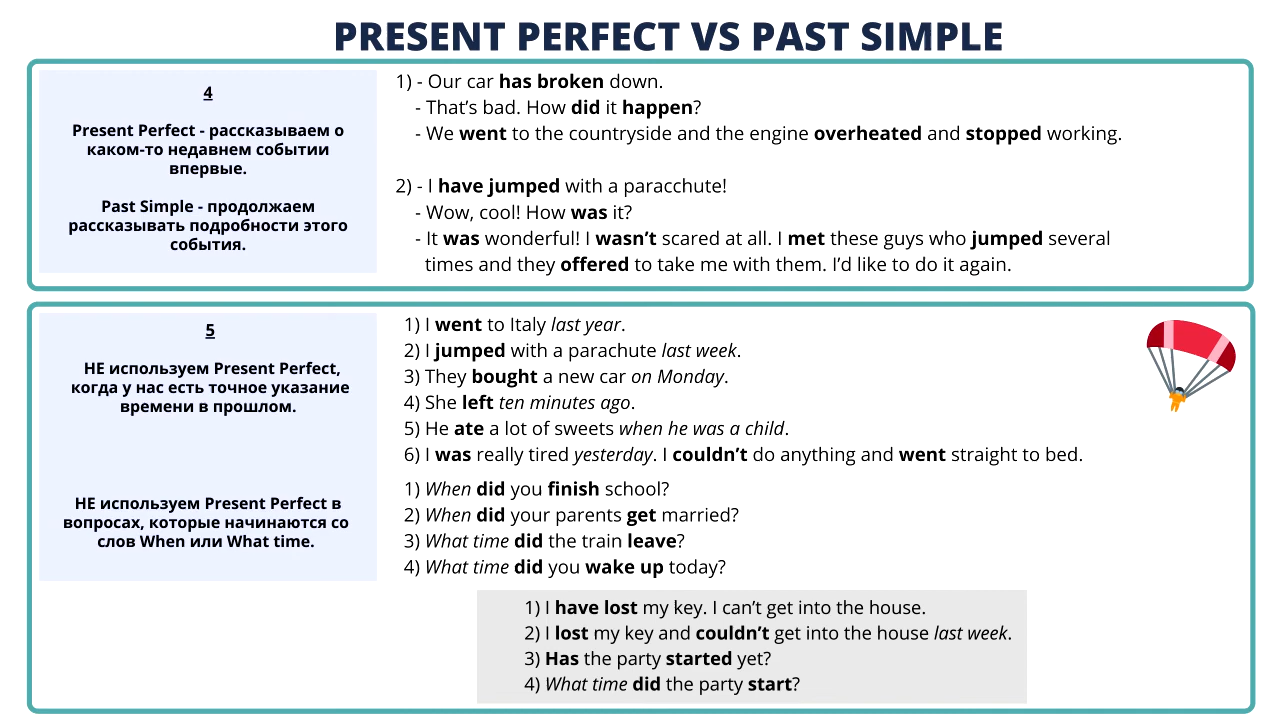 PRESENT PERFECT VS PAST SIMPLE
4
Present Perfect - рассказываем о
каком-то недавнем событии
впервые.
Past Simple - продолжаем
рассказывать подробности этого
события.
1) - Our car has broken down.
- That's bad. How did it happen?
- We went to the countryside and the engine overheated and stopped working.
2) - I have jumped with a paracchute!
- Wow, cool! How was it?
- It was wonderful! I wasn't scared at all. I met these guys who jumped several
times and they offered to take me with them. I'd like to do it again.
5
НЕ используем Present Perfect,
когда у нас есть точное указание
времени в прошлом.
1) I went to Italy last year.
2) I jumped with a parachute last week.
3) They bought a new car on Monday.
4) She left ten minutes ago.
5) He ate a lot of sweets when he was a child.
6) I was really tired yesterday. I couldn't do anything and went straight to bed.
НЕ используем Present Perfect в
вопросах, которые начинаются со
слов When или What time.
1) When did you finish school?
2) When did your parents get married?
3) What time did the train leave?
4) What time did you wake up today?
1) I have lost my key. I can't get into the house.
2) I lost my key and couldn't get into the house last week.
3) Has the party started yet?
4) What time did the party start?